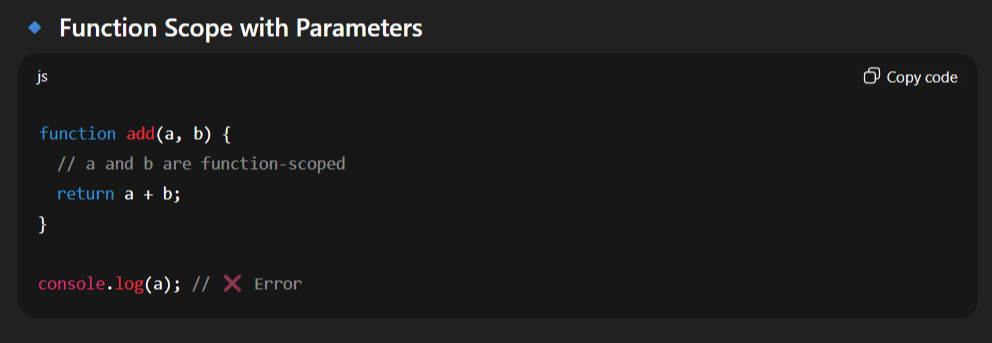 🔹 Function Scope with Parameters
js
Copy code
function add(a, b) {
  // a and b are function-scoped
  return a + b;
}
console.log(a); // ❌ Error